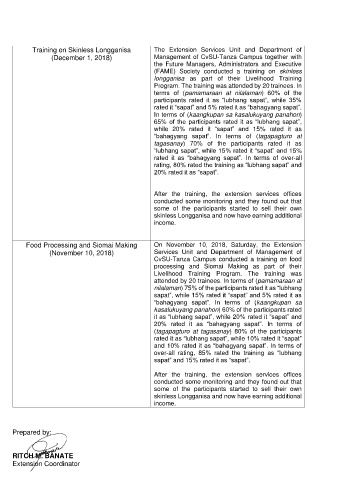 Training on Skinless Longganisa
(December 1, 2018)
The Extension Services Unit and Department of
Management of CvSU-Tanza Campus together with
the Future Managers, Administrators and Executive
(FAME) Society conducted a training on skinless
longganisa as part of their Livelihood Training
Program. The training was attended by 20 trainees. In
terms of (pamamaraan at nilalaman) 60% of the
participants rated it as “lubhang sapat”, while 35%
rated it “sapat” and 5% rated it as “bahagyang sapat”.
In terms of (kaangkupan sa kasalukuyang panahon)
65% of the participants rated it as “lubhang sapat”,
while 20% rated it “sapat” and 15% rated it as
“bahagyang sapat”. In terms of (tagapagturo at
tagasanay) 70% of the participants rated it as
“lubhang sapat”, while 15% rated it “sapat” and 15%
rated it as “bahagyang sapat”. In terms of over-all
rating, 80% rated the training as “lubhang sapat” and
20% rated it as “sapat”.
After the training, the extension services offices
conducted some monitoring and they found out that
some of the participants started to sell their own
skinless Longganisa and now have earning additional
income.
Food Processing and Siomai Making
(November 10, 2018)
On November 10, 2018, Saturday, the Extension
Services Unit and Department of Management of
CvSU-Tanza Campus conducted a training on food
processing and Siomai Making as part of their
Livelihood Training Program. The training was
attended by 20 trainees. In terms of (pamamaraan at
nilalaman) 75% of the participants rated it as “lubhang
sapat”, while 15% rated it “sapat” and 5% rated it as
“bahagyang sapat”. In terms of (kaangkupan sa
kasalukuyang panahon) 60% of the participants rated
it as “lubhang sapat”, while 20% rated it “sapat” and
20% rated it as “bahagyang sapat”. In terms of
(tagapagturo at tagasanay) 80% of the participants
rated it as “lubhang sapat”, while 10% rated it “sapat”
and 10% rated it as “bahagyang sapat”. In terms of
over-all rating, 85% rated the training as “lubhang
sapat” and 15% rated it as “sapat”.
After the training, the extension services offices
conducted some monitoring and they found out that
some of the participants started to sell their own
skinless Longganisa and now have earning additional
income.
Prepared by:
RITCH M. BANATE
Extension Coordinator